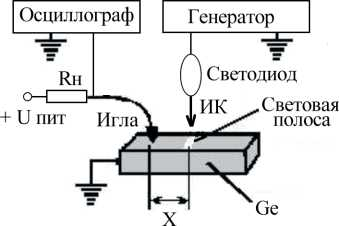 Осциллограф
Генератор
Rн
Светодиод
ИК
Световая
полоса
+ U пит
Игла
X
Ge